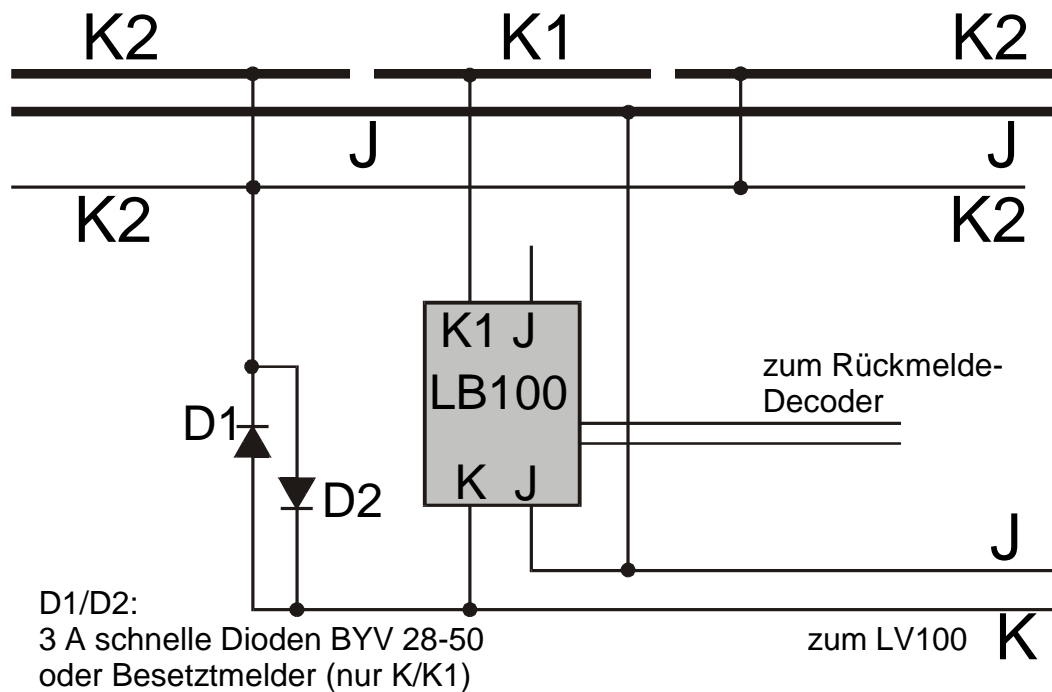 K2 K1 K2
J J
K2 K2
K1 J
LB100
zum Rückmelde-
Decoder
D1
K J
D2
J
D1/D2:
3 A schnelle Dioden BYV 28-50
oder Besetztmelder (nur K/K1)
zum LV100 K